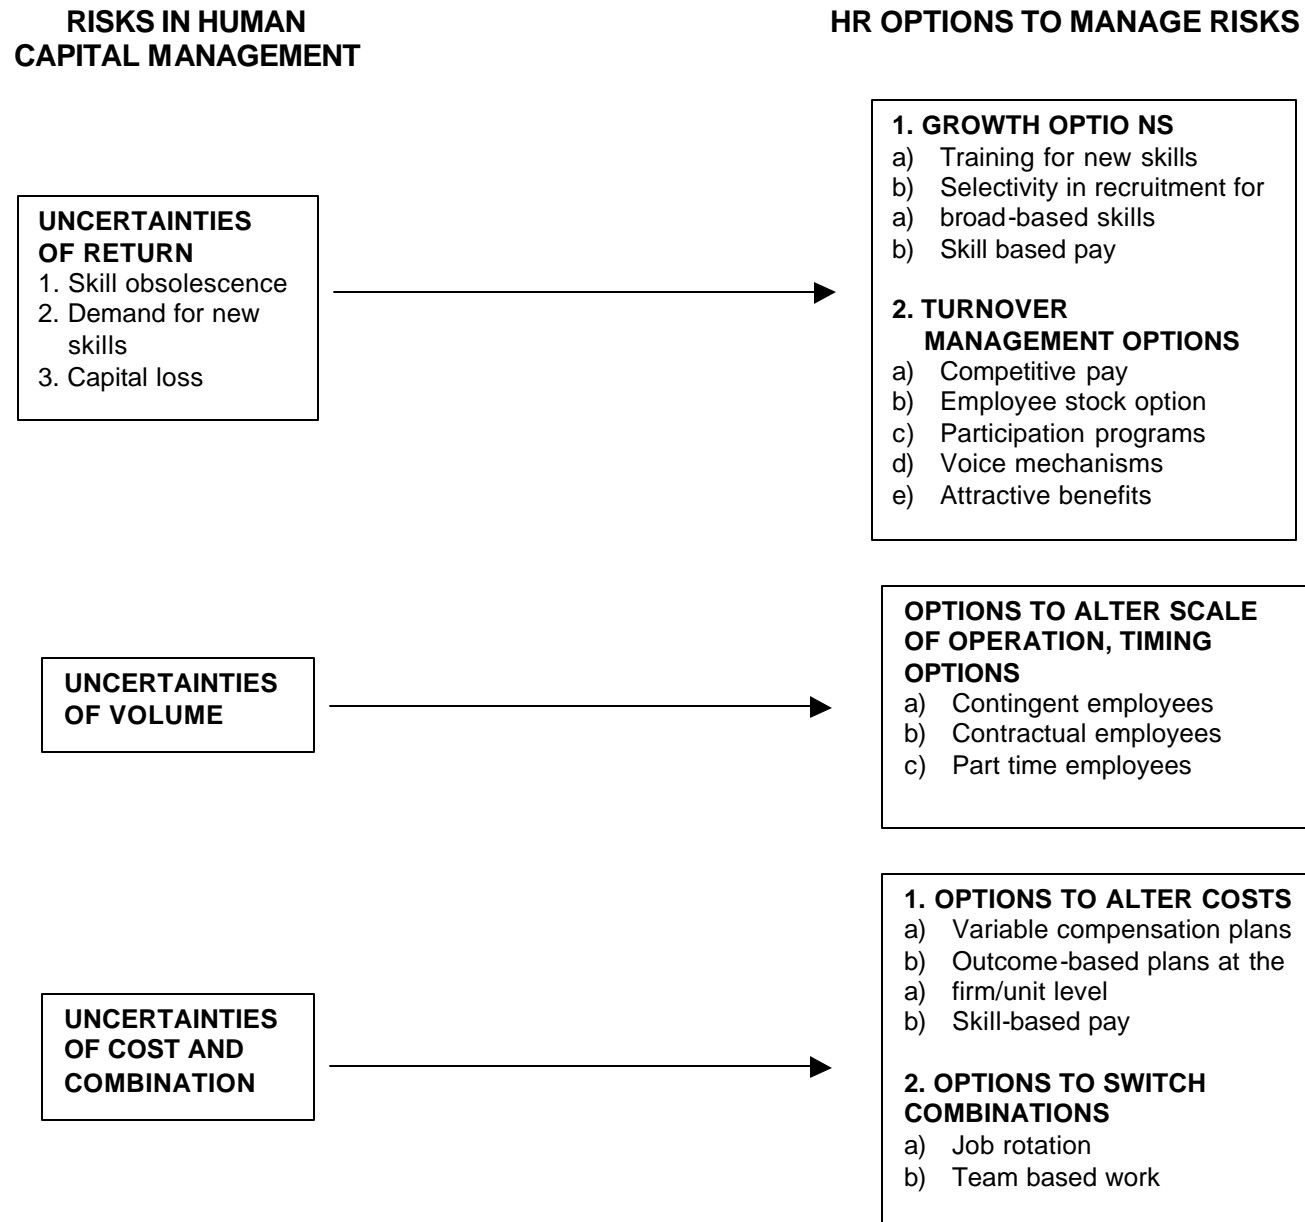 RISKS IN HUMAN
CAPITAL MANAGEMENT
HR OPTIONS TO MANAGE RISKS
UNCERTAINTIES
OF RETURN
1. Skill obsolescence
2. Demand for new
skills
3. Capital loss
1. GROWTH OPTIO NS
a) Training for new skills
b) Selectivity in recruitment for
a) broad-based skills
b) Skill based pay
2. TURNOVER
MANAGEMENT OPTIONS
a) Competitive pay
b) Employee stock option
c) Participation programs
d) Voice mechanisms
e) Attractive benefits
UNCERTAINTIES
OF VOLUME
OPTIONS TO ALTER SCALE
OF OPERATION, TIMING
OPTIONS
a) Contingent employees
b) Contractual employees
c) Part time employees
UNCERTAINTIES
OF COST AND
COMBINATION
1. OPTIONS TO ALTER COSTS
a) Variable compensation plans
b) Outcome-based plans at the
a) firm/unit level
b) Skill-based pay
2. OPTIONS TO SWITCH
COMBINATIONS
a) Job rotation
b) Team based work